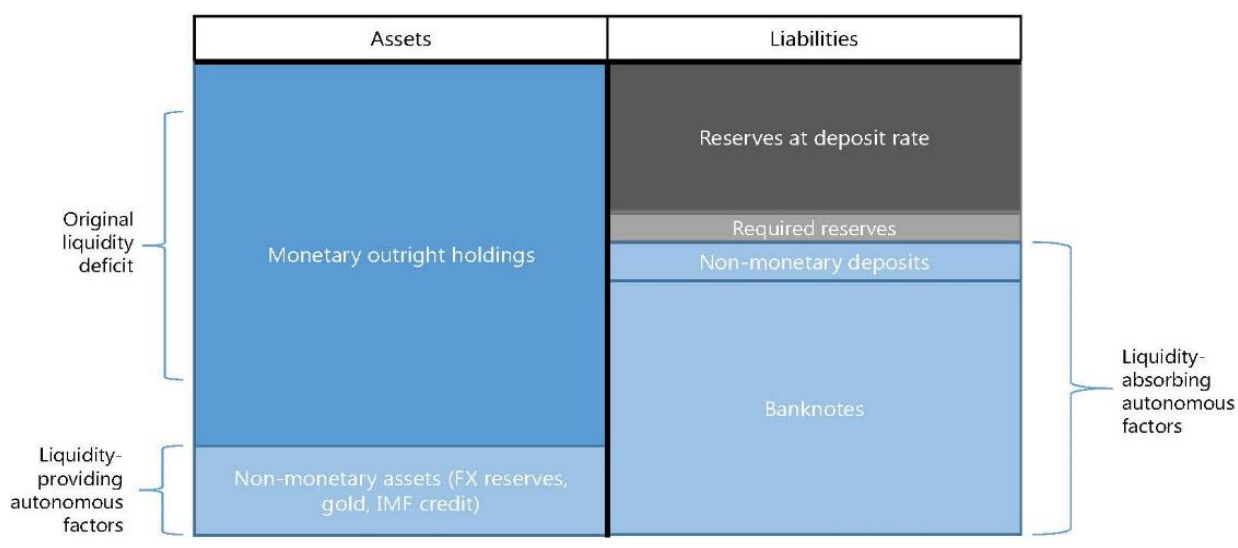 Assets
Liabilities
Reserves at deposit rate
Original
liquidity
deficit
Monetary outright holdings
Required reserves
Non-monetary deposits
Banknotes
Liquidity-
absorbing
autonomous
factors
Liquidity-
providing
autonomous
factors
Non-monetary assets (FX reserves,
gold, IMF credit)